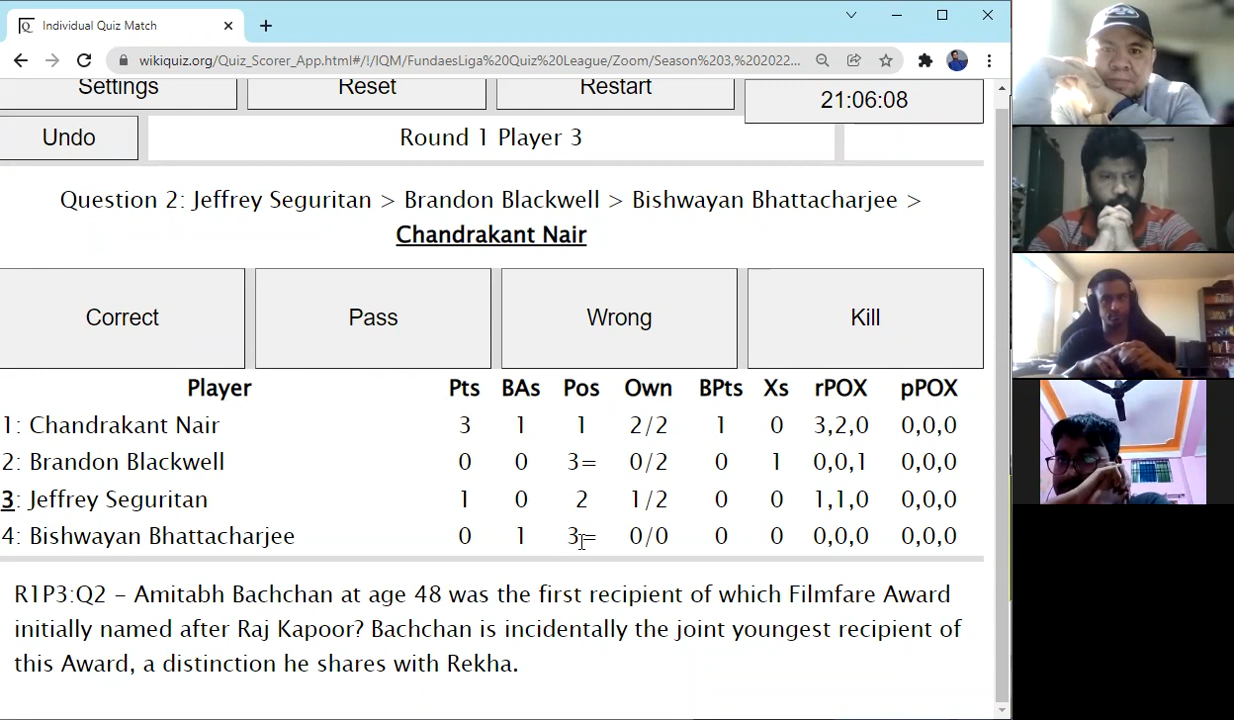 Individual Quiz Match
wikiquiz.org/Quiz_Scorer_App.html#/!/IQM/FundaesLiga%20Quiz%20League/Zoom/Season%203,%202022...
Settings Reset Restart 21:06:08
Undo Round 1 Player 3
Question 2: Jeffrey Seguritan > Brandon Blackwell > Bishwayan Bhattacharjee >
Chandrakant Nair
Correct Pass Wrong Kill
Player Pts BAs Pos Own BPts Xs rPOX pPOX
1: Chandrakant Nair 3 1 1 2/2 1 0 3,2,0 0,0,0
2: Brandon Blackwell 0 0 3= 0/2 0 1 0,0,1 0,0,0
3: Jeffrey Seguritan 1 0 2 1/2 0 0 1,1,0 0,0,0
4: Bishwayan Bhattacharjee 0 1 3= 0/0 0 0 0,0,0 0,0,0
R1P3:Q2 – Amitabh Bachchan at age 48 was the first recipient of which Filmfare Award
initially named after Raj Kapoor? Bachchan is incidentally the joint youngest recipient of
this Award, a distinction he shares with Rekha.